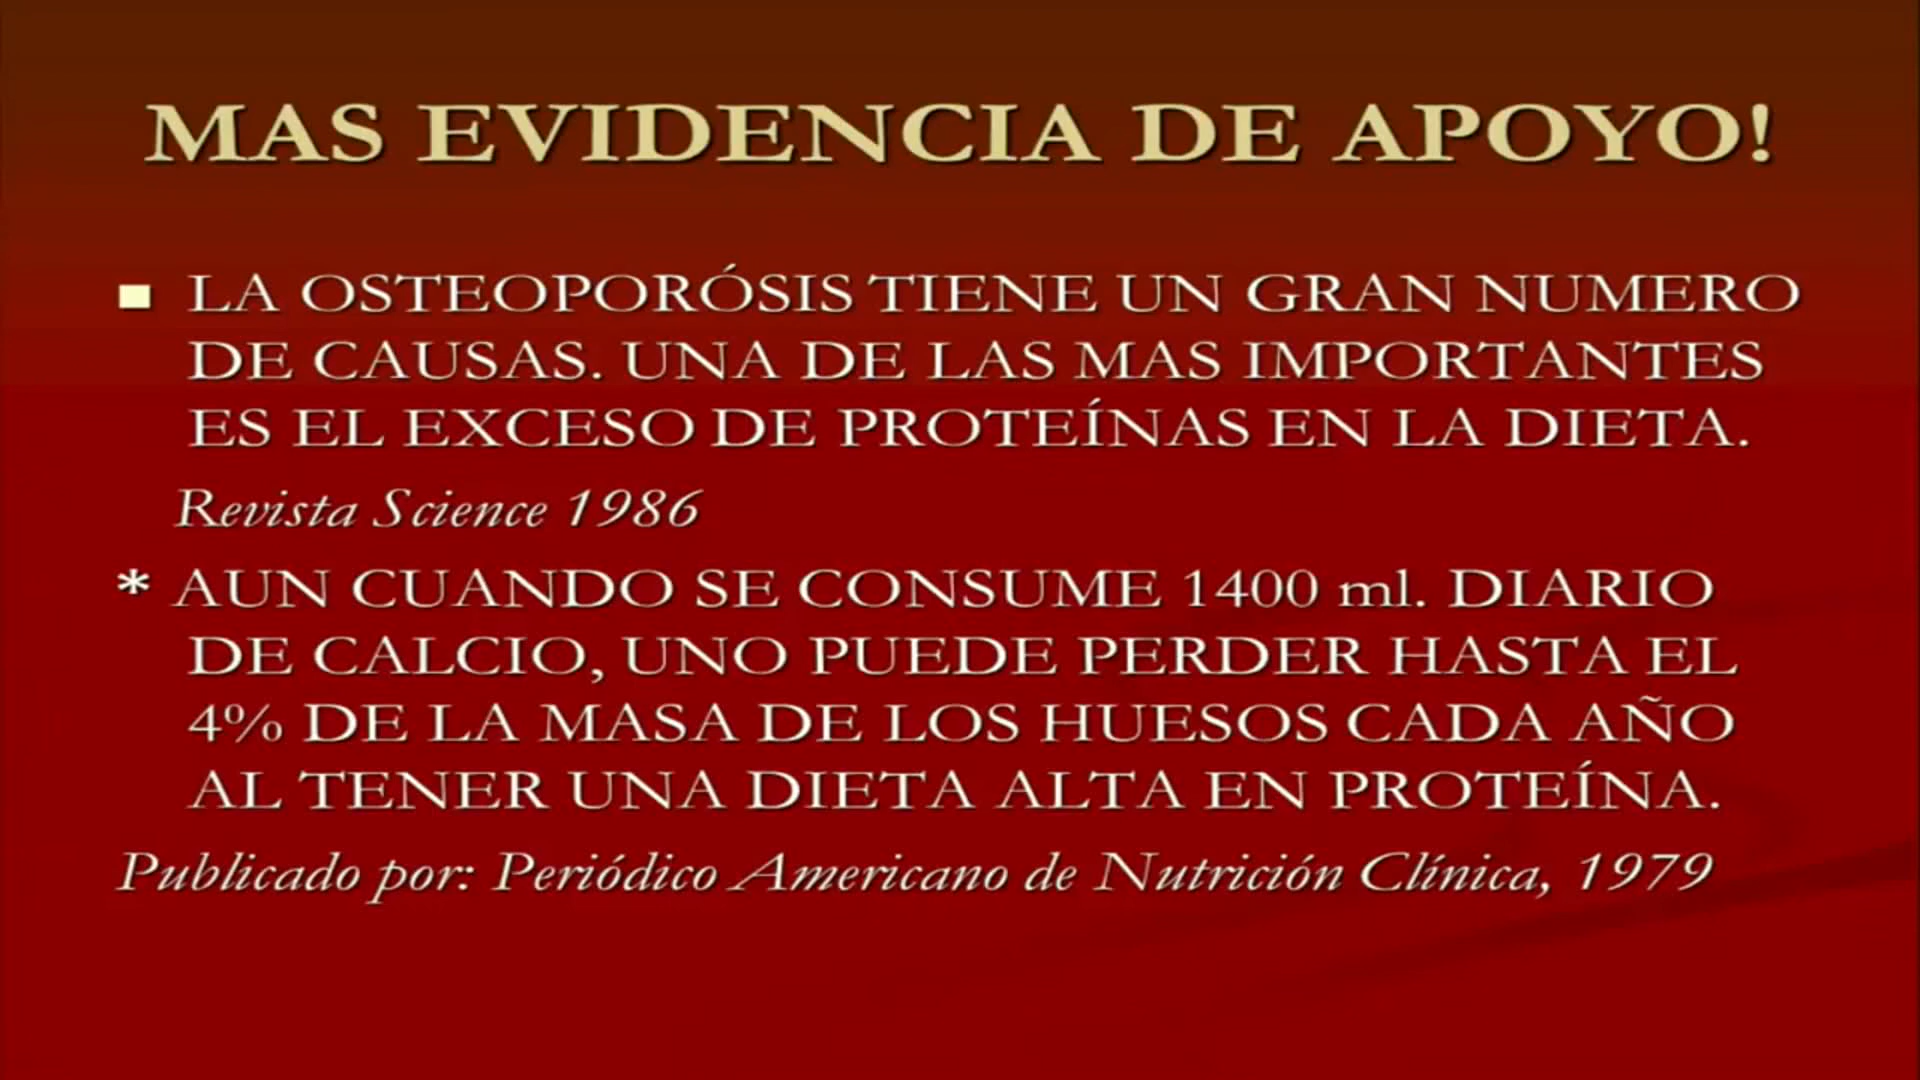 MAS EVIDENCIA DE APOYO!
LA OSTEOPORÓSIS TIENE UN GRAN NUMERO
DE CAUSAS. UNA DE LAS MAS IMPORTANTES
ES EL EXCESO DE PROTEÍNAS EN LA DIETA.
Revista Science 1986
* AUN CUANDO SE CONSUME 1400 ml. DIARIO
DE CALCIO, UNO PUEDE PERDER HASTA EL
4% DE LA MASA DE LOS HUESOS CADA AÑO
AL TENER UNA DIETA ALTA EN PROTEÍNA.
Publicado por: Periódico Americano de Nutrición Clínica, 1979